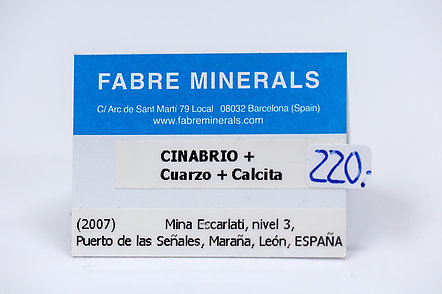 FABRE MINERALS
C/ Arc de Sant Martí 79 Local 08032 Barcelona (Spain)
www.fabreminerals.com
CINABRIO +
Cuarzo + Calcita
220.-
(2007) Mina Escarlati, nivel 3,
Puerto de las Señales, Maraña, León, ESPAÑA